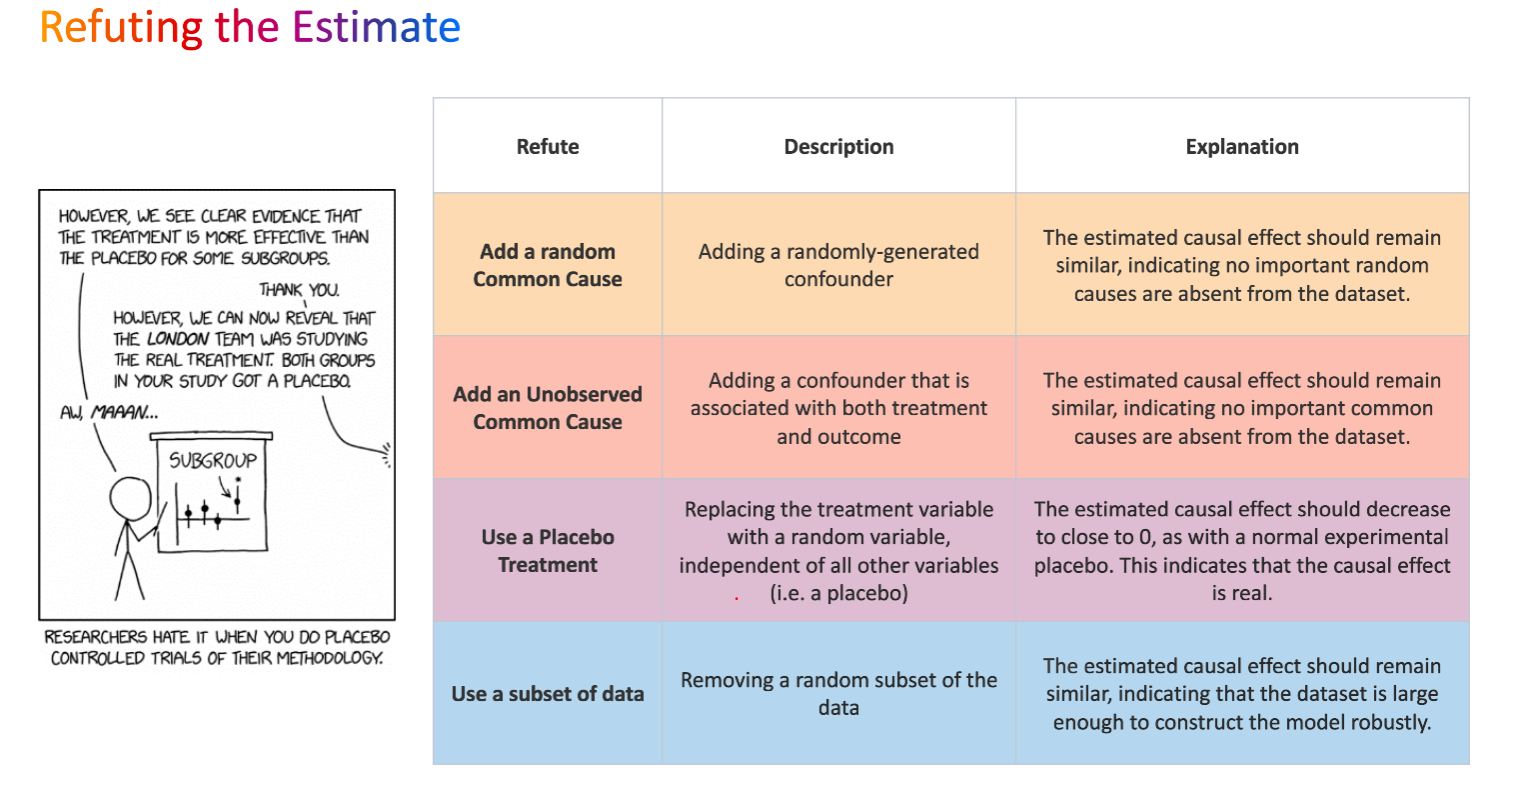 Refuting the Estimate
HOWEVER, WE SEE CLEAR EVIDENCE THAT
THE TREATMENT IS MORE EFFECTIVE THAN
THE PLACEBO FOR SOME SUBGROUPS.
THANK YOU.
HOWEVER, WE CAN NOW REVEAL THAT
THE LONDON TEAM WAS STUDYING
THE REAL TREATMENT. BOTH GROUPS
IN YOUR STUDY GOT A PLACEBO.
AW, MAAAN...
SUBGROUP
RESEARCHERS HATE IT WHEN YOU DO PLACEBO
CONTROLLED TRIALS OF THEIR METHODOLOGY.
Refute
Description
Explanation
Add a random
Common Cause
Adding a randomly-generated
confounder
The estimated causal effect should remain
similar, indicating no important random
causes are absent from the dataset.
Add an Unobserved
Common Cause
Adding a confounder that is
associated with both treatment
and outcome
The estimated causal effect should remain
similar, indicating no important common
causes are absent from the dataset.
Use a Placebo
Treatment
Replacing the treatment variable
with a random variable,
independent of all other variables
(i.e. a placebo)
The estimated causal effect should decrease
to close to 0, as with a normal experimental
placebo. This indicates that the causal effect
is real.
Use a subset of data
Removing a random subset of the
data
The estimated causal effect should remain
similar, indicating that the dataset is large
enough to construct the model robustly.